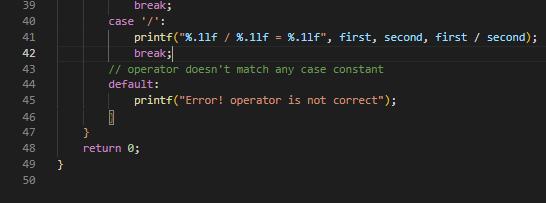 39 break;
40 case '/':
41 printf("%.1lf / %.1lf = %.1lf", first, second, first / second);
42 break;
43 // operator doesn't match any case constant
44 default:
45 printf("Error! operator is not correct");
46 }
47 }
48 return 0;
49 }
50